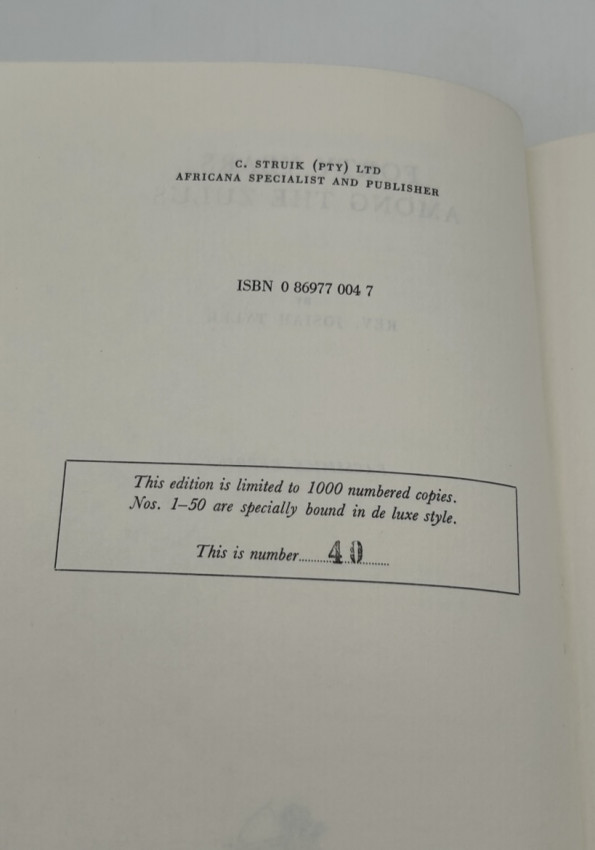 C. STRUIK (PTY) LTD
AFRICANA SPECIALIST AND PUBLISHER
ISBN 0 86977 004 7
This edition is limited to 1000 numbered copies.
Nos. 1–50 are specially bound in de luxe style.
This is number..........40..........